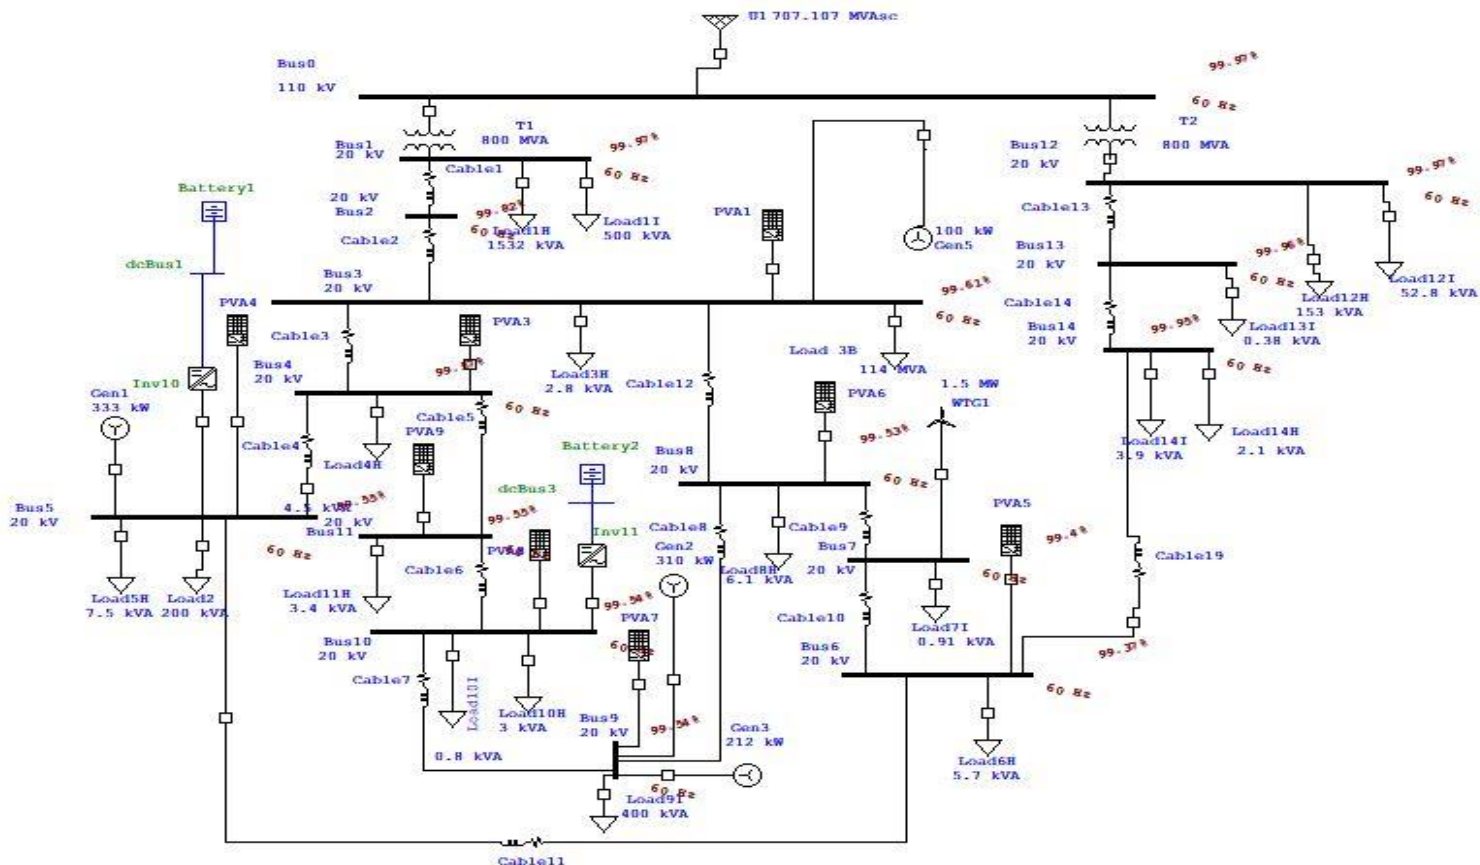 U1 707.107 MVAsc
Bus0
110 kV
99.97%
60 Hz
T1
800 MVA
T2
800 MVA
Bus1
20 kV
99.97%
60 Hz
Cable1
Bus12
20 kV
99.97%
60 Hz
Battery1
20 kV
Bus2
99.82%
60 Hz
Load1H
1532 kVA
Load1I
500 kVA
PVA1
100 kW
Gen5
Cable13
Cable2
dcBus1
Bus3
20 kV
99.61%
60 Hz
Bus13
20 kV
99.96%
60 Hz
Load12H
153 kVA
Load12I
52.8 kVA
PVA4
Cable3
PVA3
Load3H
2.8 kVA
Load 3B
114 MVA
Cable14
Bus14
20 kV
99.95%
60 Hz
Load13I
0.38 kVA
Bus4
20 kV
60 Hz
Cable12
Inv10
Gen1
333 kW
Cable5
PVA9
PVA6
1.5 MW
WTG1
99.53%
60 Hz
Cable4
Load4H
4.5 kVA
Battery2
Bus8
20 kV
Load14I
3.9 kVA
Load14H
2.1 kVA
Bus5
20 kV
99.55%
60 Hz
20 kV
Bus11
99.55%
dcBus3
Inv11
PVA5
99.4%
60 Hz
Cable8
Gen2
310 kW
Cable9
Bus7
20 kV
Cable19
Load5H
7.5 kVA
Load2
200 kVA
Cable6
Load11H
3.4 kVA
Load8H
6.1 kVA
99.54%
PVA7
Cable10
Load7I
0.91 kVA
Bus10
20 kV
Bus6
20 kV
99.37%
60 Hz
Cable7
Load10I
0.8 kVA
Load10H
3 kVA
Bus9
20 kV
99.54%
60 Hz
Gen3
212 kW
Load9I
400 kVA
Load6H
5.7 kVA
Cable11